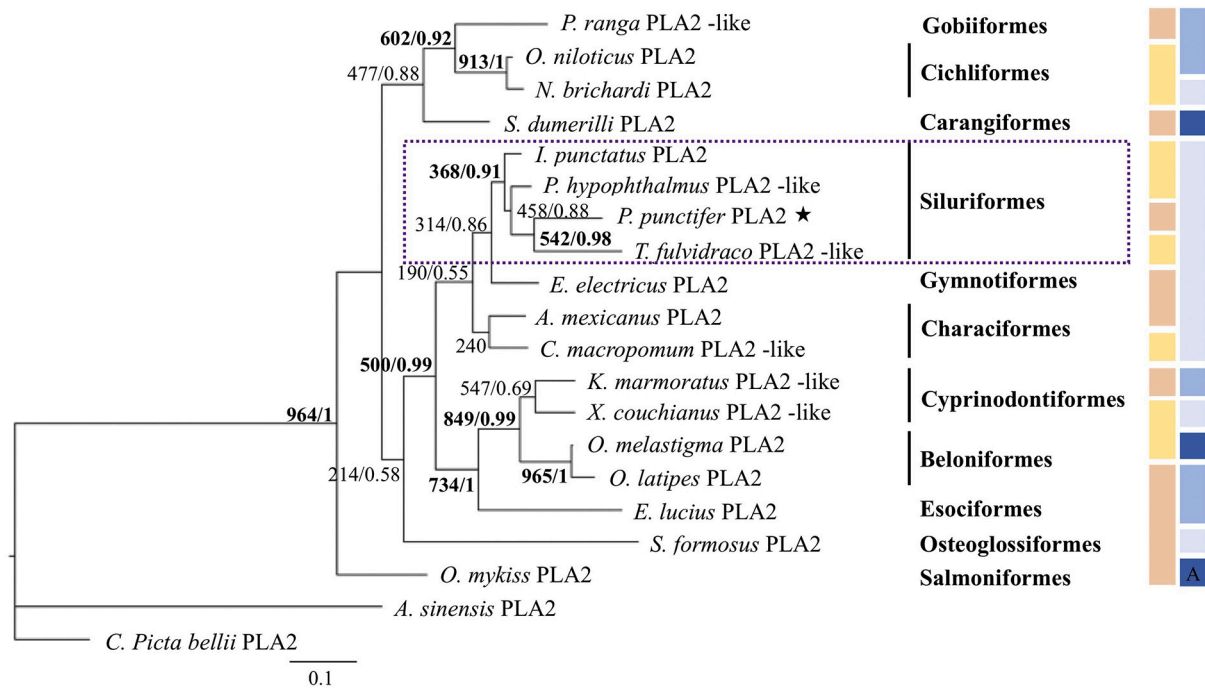 P. ranga PLA2 -like
Gobiiformes
602/0.92
O. niloticus PLA2
913/1
477/0.88
Cichliformes
N. brichardi PLA2
S. dumerilli PLA2
Carangiformes
I. punctatus PLA2
368/0.91
P. hypophthalmus PLA2 -like
Siluriformes
458/0.88
P. punctifer PLA2 ★
314/0.86
542/0.98
T. fulvidraco PLA2 -like
190/0.55
E. electricus PLA2
Gymnotiformes
A. mexicanus PLA2
Characiformes
240
C. macropomum PLA2 -like
500/0.99
K. marmoratus PLA2 -like
547/0.69
Cyprinodontiformes
964/1
849/0.99
X. couchianus PLA2 -like
O. melastigma PLA2
Beloniformes
214/0.58
965/1
O. latipes PLA2
734/1
E. lucius PLA2
Esociformes
S. formosus PLA2
Osteoglossiformes
O. mykiss PLA2
Salmoniformes
A
A. sinensis PLA2
C. Picta bellii PLA2
0.1